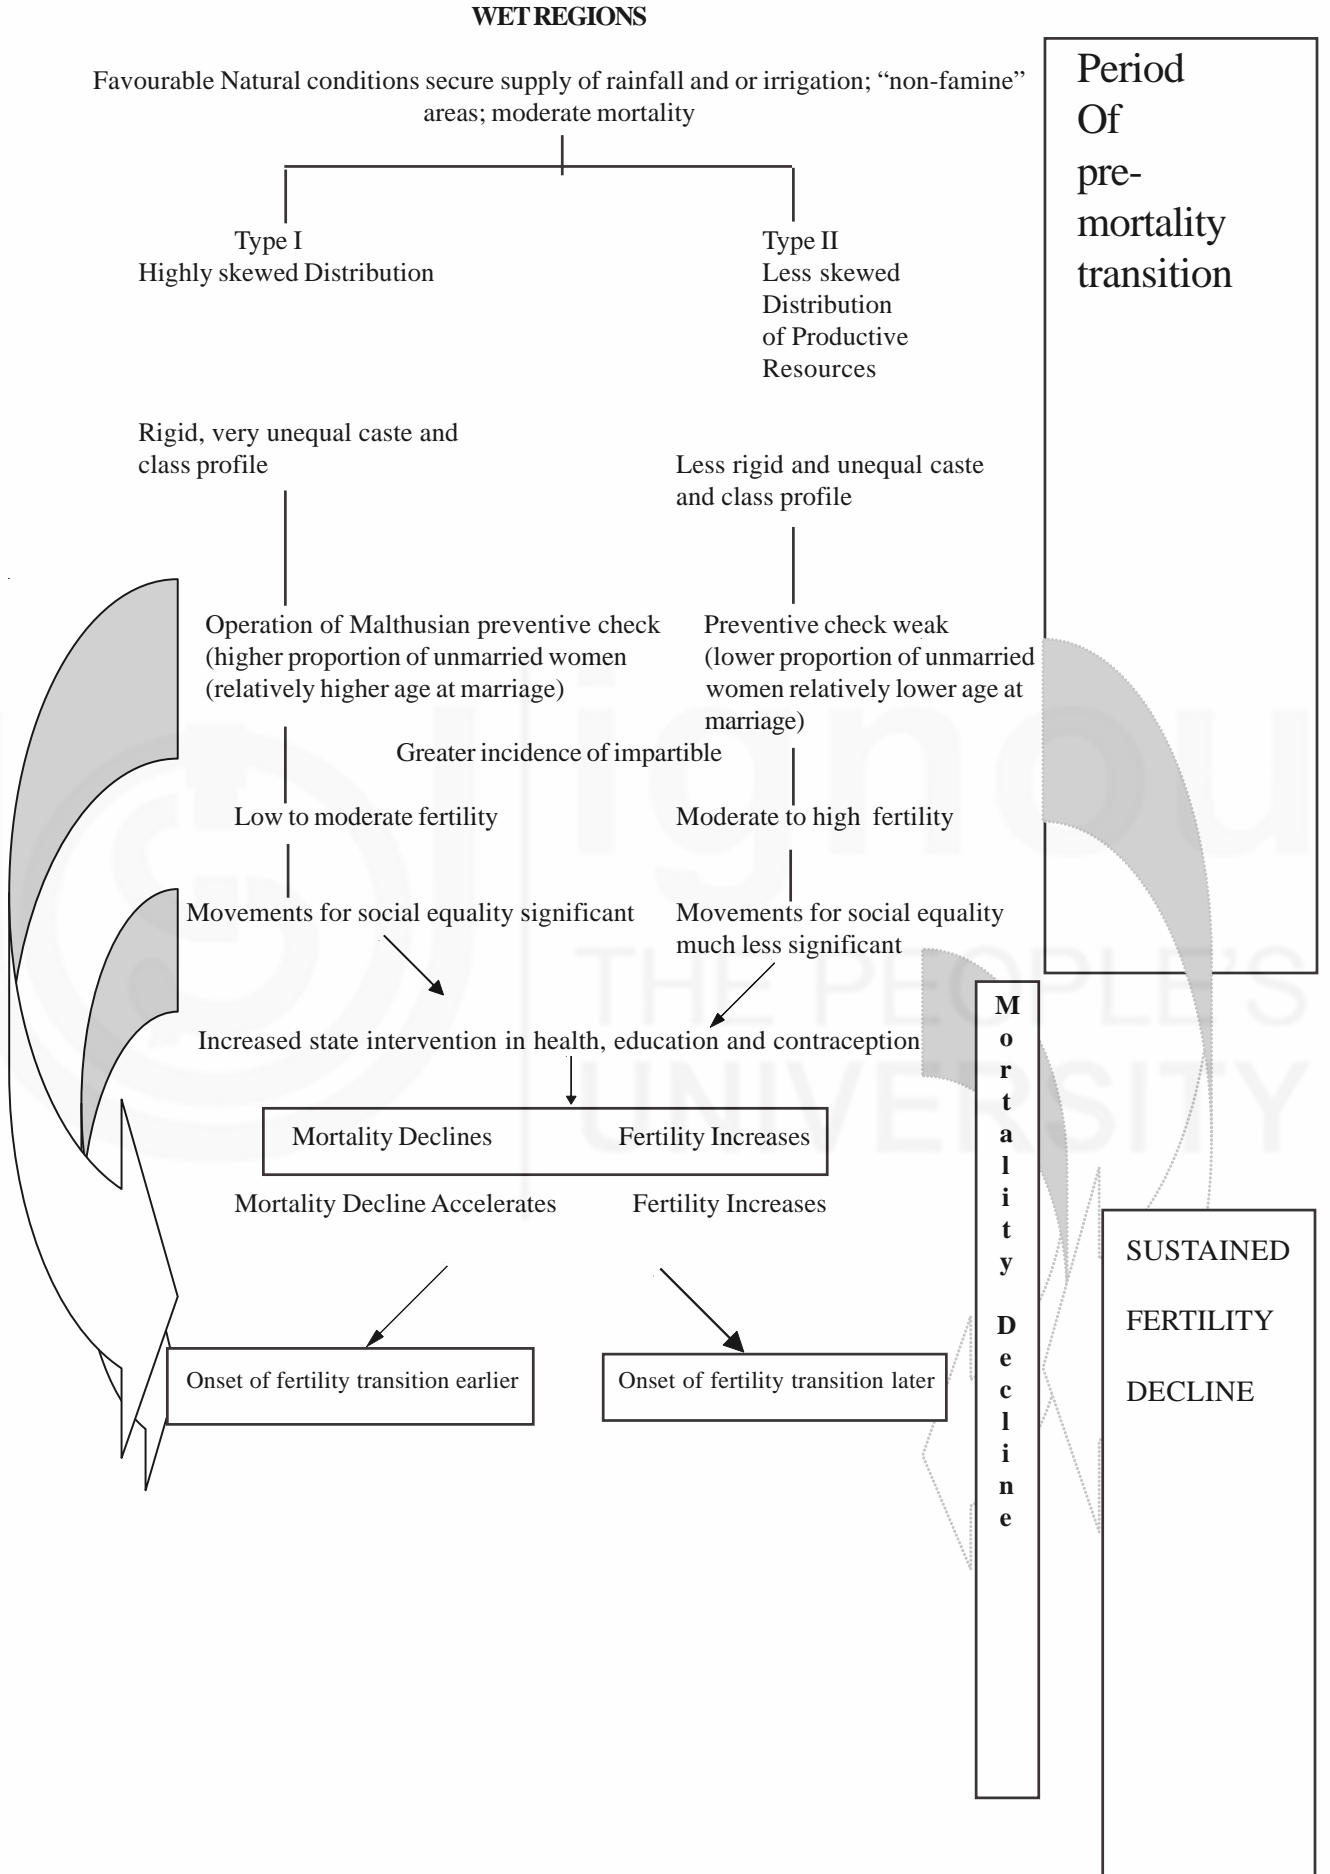 WET REGIONS
Favourable Natural conditions secure supply of rainfall and or irrigation; “non-famine”
areas; moderate mortality
Period
Of
pre-
mortality
transition
Type I
Highly skewed Distribution
Type II
Less skewed
Distribution
of Productive
Resources
Rigid, very unequal caste and
class profile
Less rigid and unequal caste
and class profile
Operation of Malthusian preventive check
(higher proportion of unmarried women
(relatively higher age at marriage)
Preventive check weak
(lower proportion of unmarried
women relatively lower age at
marriage)
Greater incidence of impartible
Low to moderate fertility
Moderate to high fertility
Movements for social equality significant
Movements for social equality
much less significant
Increased state intervention in health, education and contraception
Mortality Declines
Fertility Increases
Mortality Decline Accelerates
Fertility Increases
Onset of fertility transition earlier
Onset of fertility transition later
M
o
r
t
a
l
i
t
y
D
e
c
l
i
n
e
SUSTAINED
FERTILITY
DECLINE
ignou
THE PEOPLE'S
UNIVERSITY